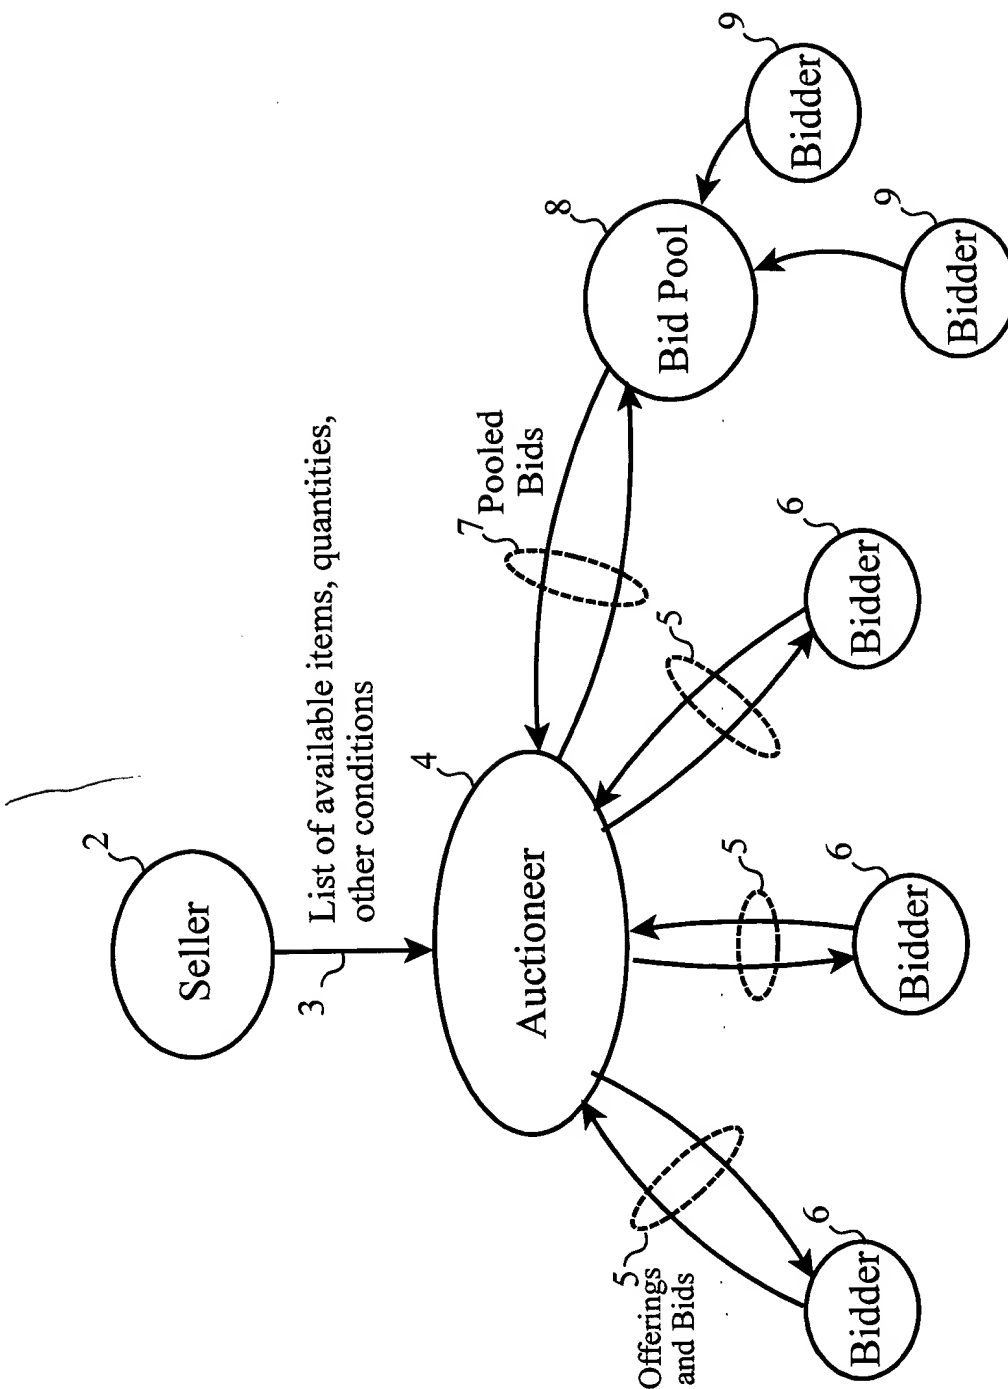 2
Seller
3
List of available items, quantities,
other conditions
4
Auctioneer
5
Offerings
and Bids
6
Bidder
5
6
Bidder
5
6
Bidder
7
Pooled
Bids
8
Bid Pool
9
Bidder
9
Bidder